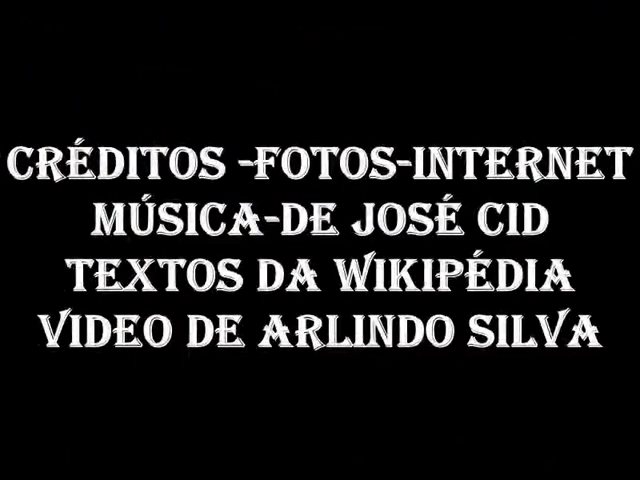 CRÉDITOS -FOTOS-INTERNET
MÚSICA-DE JOSÉ CID
TEXTOS DA WIKIPÉDIA
VIDEO DE ARLINDO SILVA